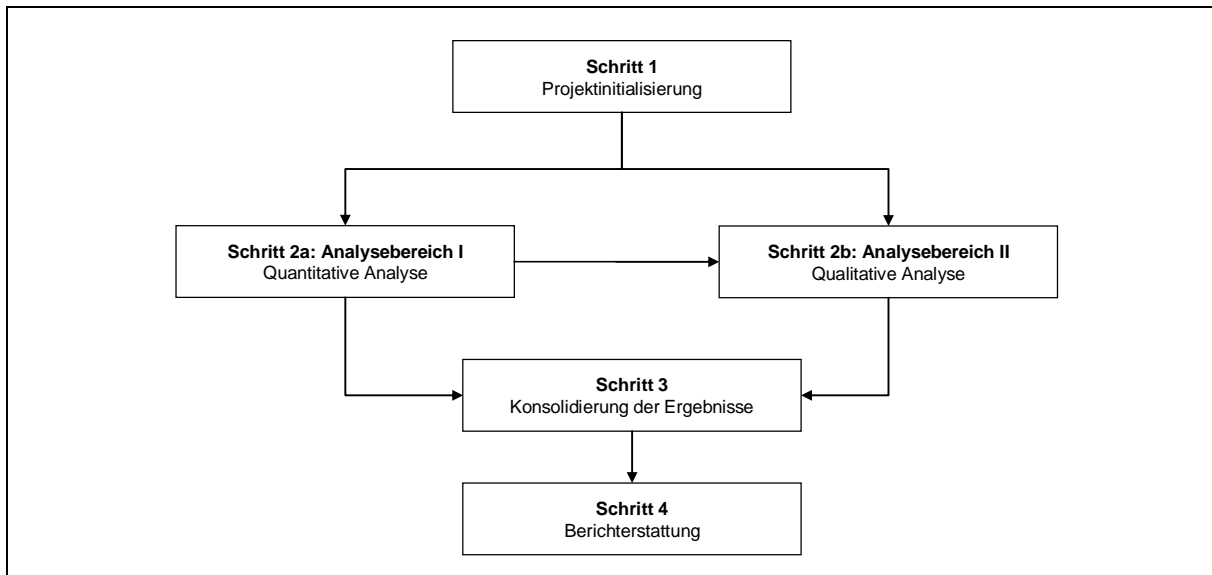 Schritt 1
Projektinitialisierung
Schritt 2a: Analysebereich I
Quantitative Analyse
Schritt 2b: Analysebereich II
Qualitative Analyse
Schritt 3
Konsolidierung der Ergebnisse
Schritt 4
Berichterstattung